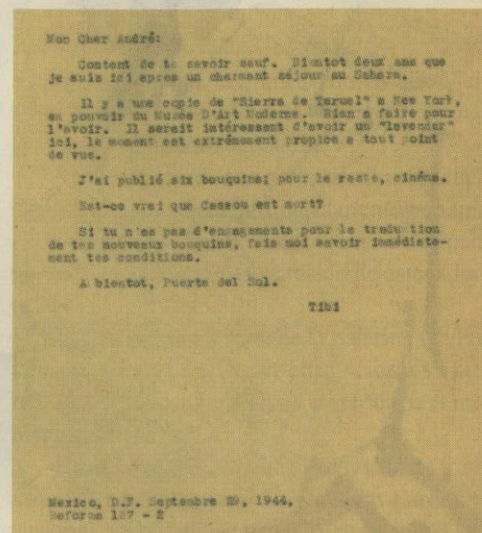 Mon Cher André:
Content de te savoir sauf. Bientot deux ans que
je suis ici apres un charmant séjour au Sahara.
Il y a une copie de "Sierra de Teruel" a New York,
en pouvoir du Musée D'Art Moderne. Rien a faire pour
l'avoir. Il serait intéressant d'avoir un "lavender"
ici, le moment est extrémement propice a tout point
de vue.
J'ai publié six bouquins; pour le reste, cinéma.
Est-ce vrai que Cassou est mort?
Si tu n'as pas d'engagements pour la traduction
de tes nouveaux bouquins, fais moi savoir immédiate-
ment tes conditions.
A bientot, Puerta del Sol.
Tibi
Mexico, D.F. Septembre 29, 1944,
Reforma 127 - 2